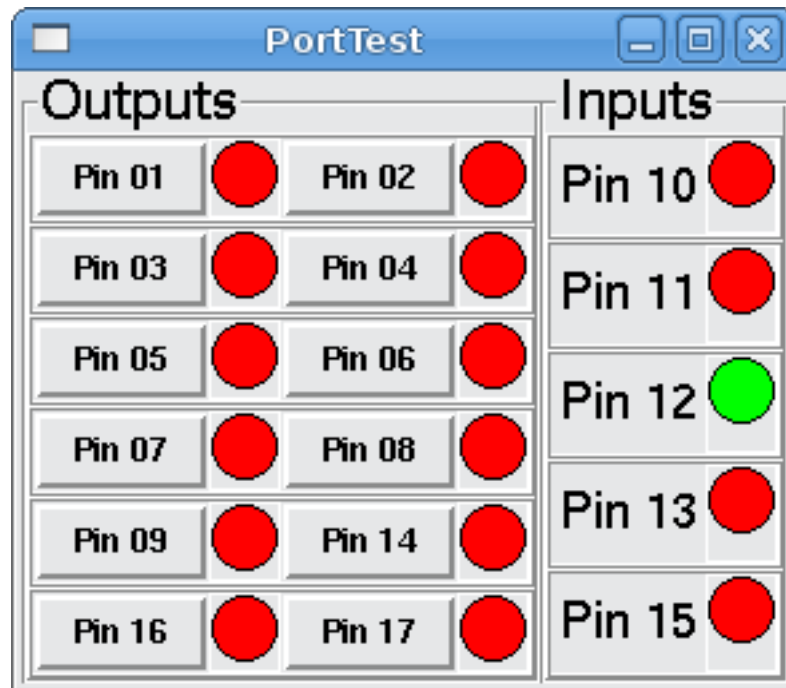 PortTest
Outputs
Pin 01 Pin 02
Pin 03 Pin 04
Pin 05 Pin 06
Pin 07 Pin 08
Pin 09 Pin 14
Pin 16 Pin 17
Inputs
Pin 10
Pin 11
Pin 12
Pin 13
Pin 15